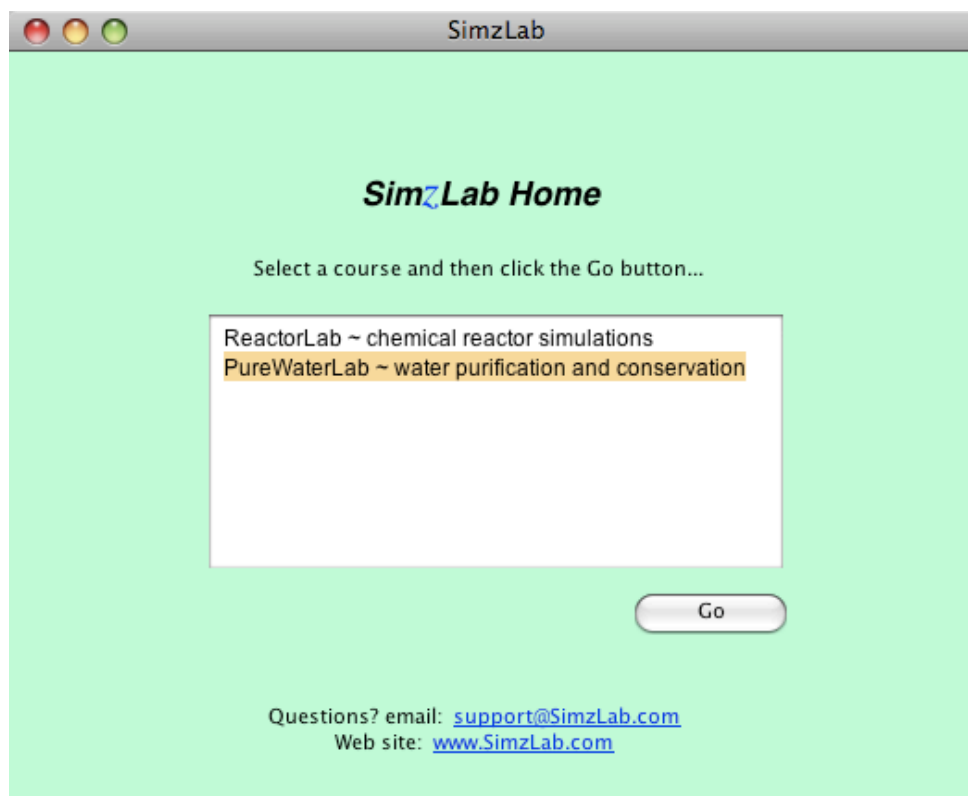 SimzLab
SimzLab Home
Select a course and then click the Go button...
ReactorLab ~ chemical reactor simulations
PureWaterLab ~ water purification and conservation
Go
Questions? email: support@SimzLab.com
Web site: www.SimzLab.com